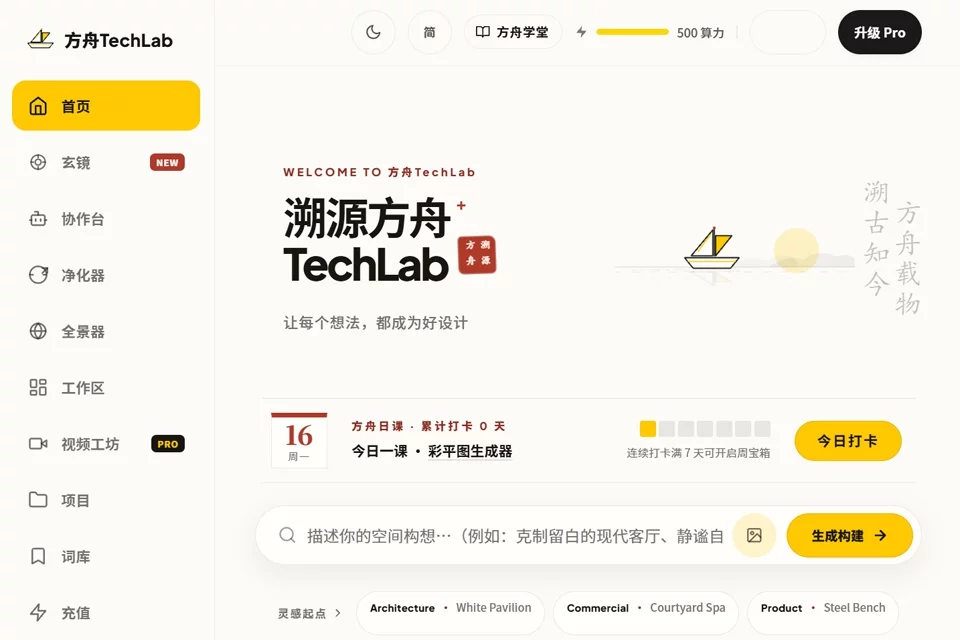 方舟TechLab
简
方舟学堂
500 算力
升级 Pro
首页
玄镜 NEW
协作台
净化器
全景器
工作区
视频工坊 PRO
项目
词库
充值
WELCOME TO 方舟TechLab
溯源方舟+
TechLab
方 溯
舟 源
让每个想法，都成为好设计
方舟载物
溯古知今
16
周一
方舟日课 · 累计打卡 0 天
今日一课 · 彩平图生成器
连续打卡满 7 天可开启周宝箱
今日打卡
描述你的空间构想…（例如：克制留白的现代客厅、静谧自
生成构建 →
灵感起点 >
Architecture · White Pavilion
Commercial · Courtyard Spa
Product · Steel Bench